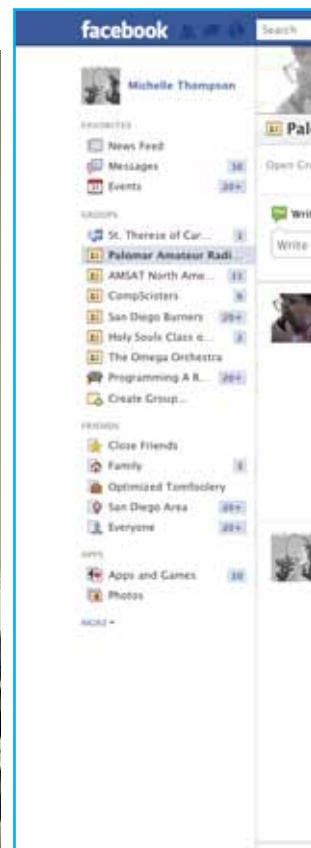 facebook
Search
Michelle Thompson
FAVORITES
News Feed
Messages
Events 20+
Pal
GROUPS
St. Therese of Car...
Palomar Amateur Radi...
AMSAT North Ame... 11
CompScisters
San Diego Burners 20+
Holy Souls Class o...
The Omega Orchestra
Programming A R... 20+
Create Group...
FRIENDS
Close Friends
Family
Optimized Tomfoolery
San Diego Area 20+
Everyone 20+
APPS
Apps and Games 10
Photos
MORE
Open Gr
Writ
Write